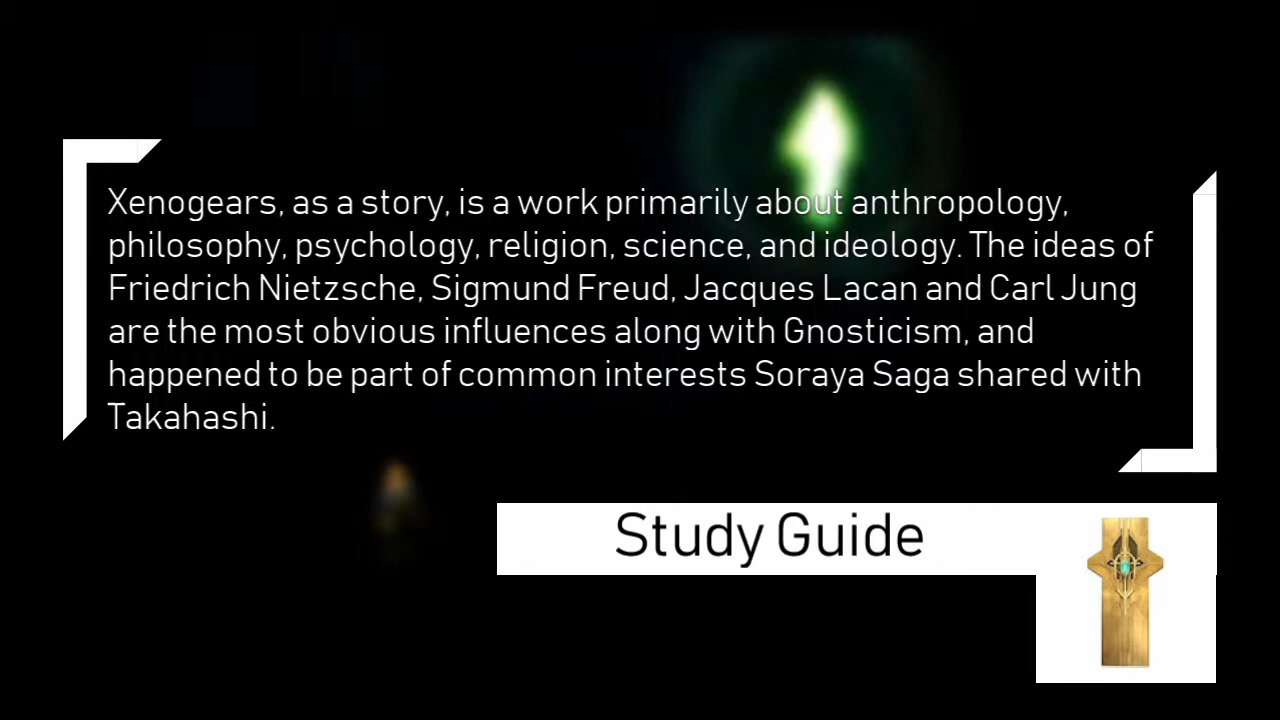 Xenogears, as a story, is a work primarily about anthropology,
philosophy, psychology, religion, science, and ideology. The ideas of
Friedrich Nietzsche, Sigmund Freud, Jacques Lacan and Carl Jung
are the most obvious influences along with Gnosticism, and
happened to be part of common interests Soraya Saga shared with
Takahashi.
Study Guide